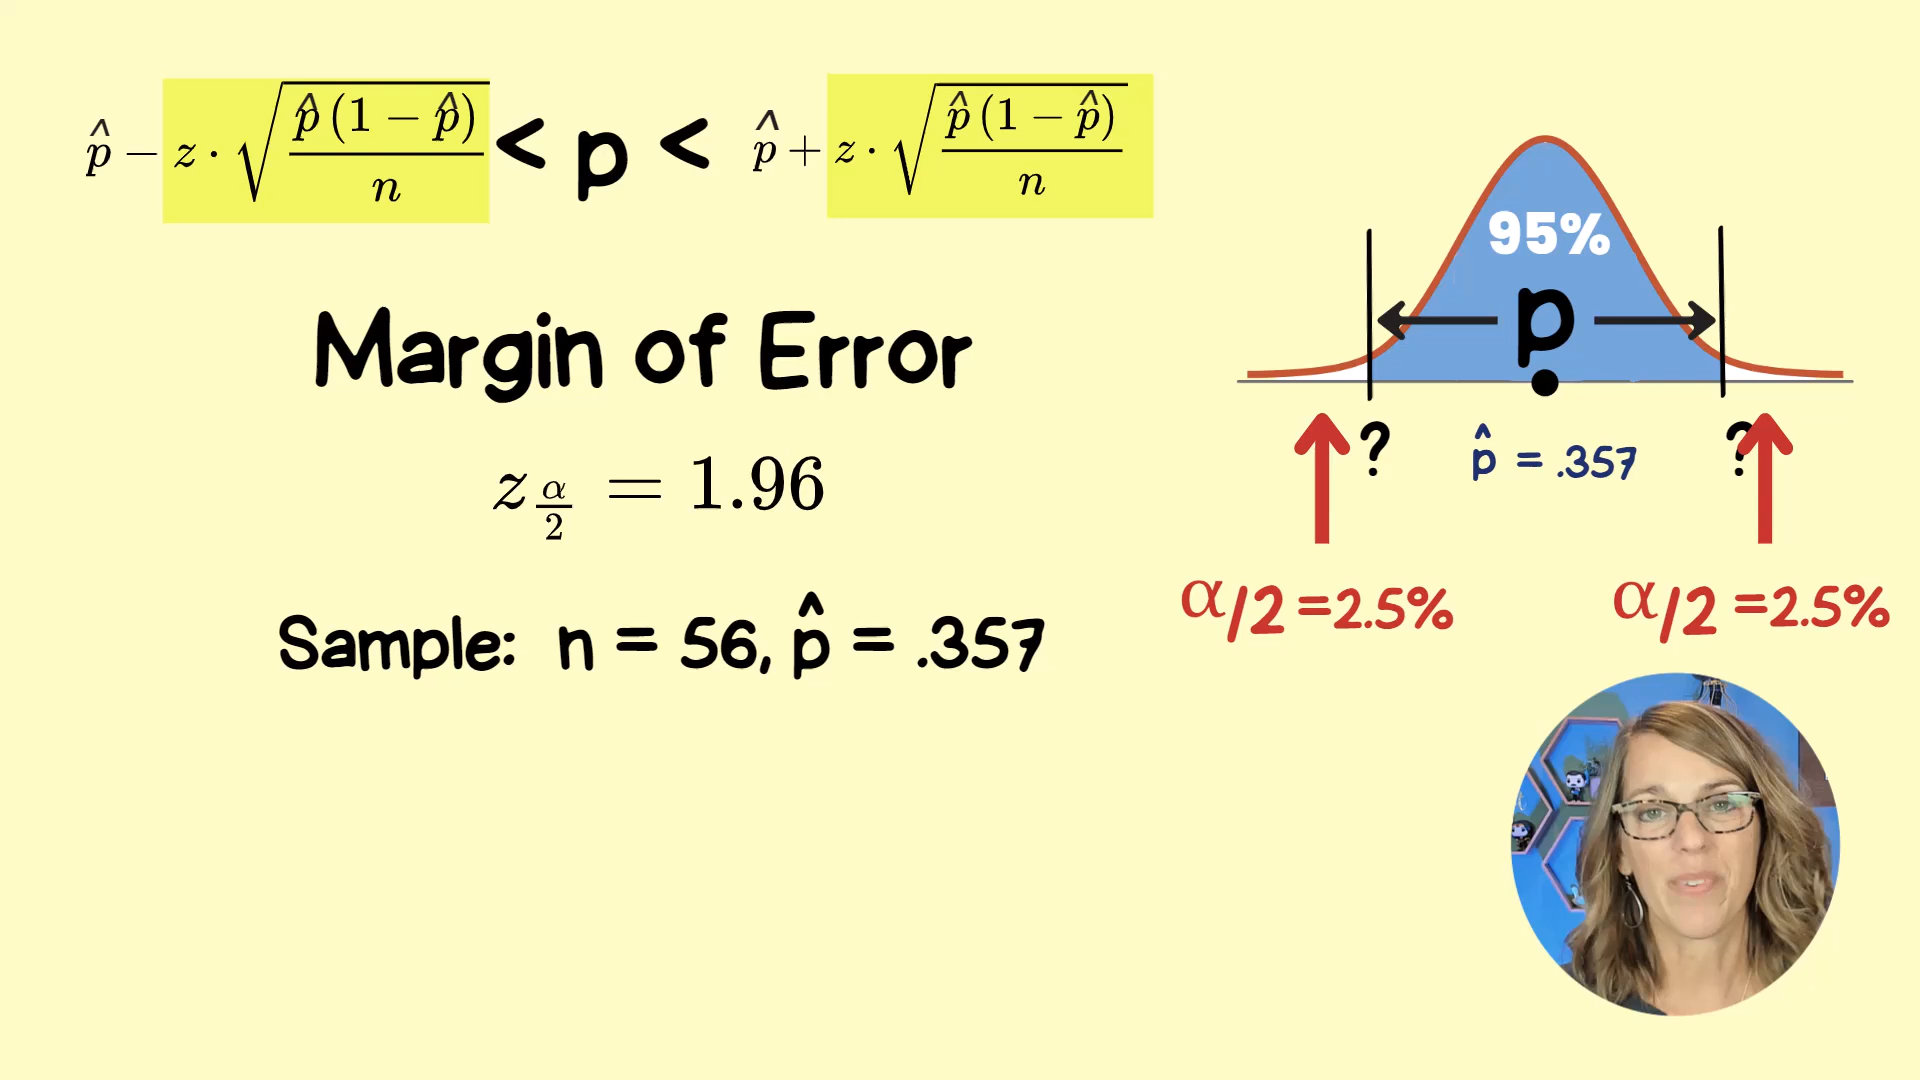 p̂ − z · √(p̂ (1 − p̂) / n) < p < p̂ + z · √(p̂ (1 − p̂) / n)
95%
p
Margin of Error
? p̂ = .357 ?
z α/2 = 1.96
α/2 =2.5% α/2 =2.5%
Sample: n = 56, p̂ = .357